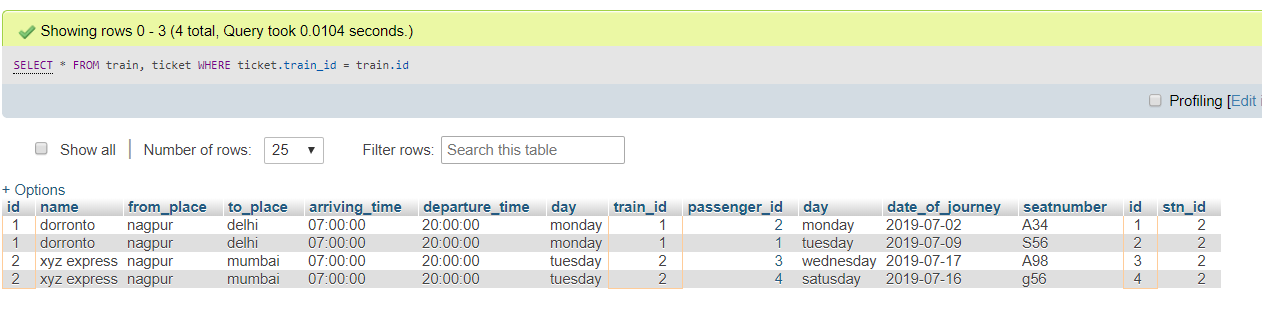 Showing rows 0 - 3 (4 total, Query took 0.0104 seconds.)
SELECT * FROM train, ticket WHERE ticket.train_id = train.id
Profiling [Edit i
Show all | Number of rows: 25 Filter rows: Search this table
+ Options
id name from_place to_place arriving_time departure_time day train_id passenger_id day date_of_journey seatnumber id stn_id
1 dorronto nagpur delhi 07:00:00 20:00:00 monday 1 2 monday 2019-07-02 A34 1 2
1 dorronto nagpur delhi 07:00:00 20:00:00 monday 1 1 tuesday 2019-07-09 S56 2 2
2 xyz express nagpur mumbai 07:00:00 20:00:00 tuesday 2 3 wednesday 2019-07-17 A98 3 2
2 xyz express nagpur mumbai 07:00:00 20:00:00 tuesday 2 4 satusday 2019-07-16 g56 4 2